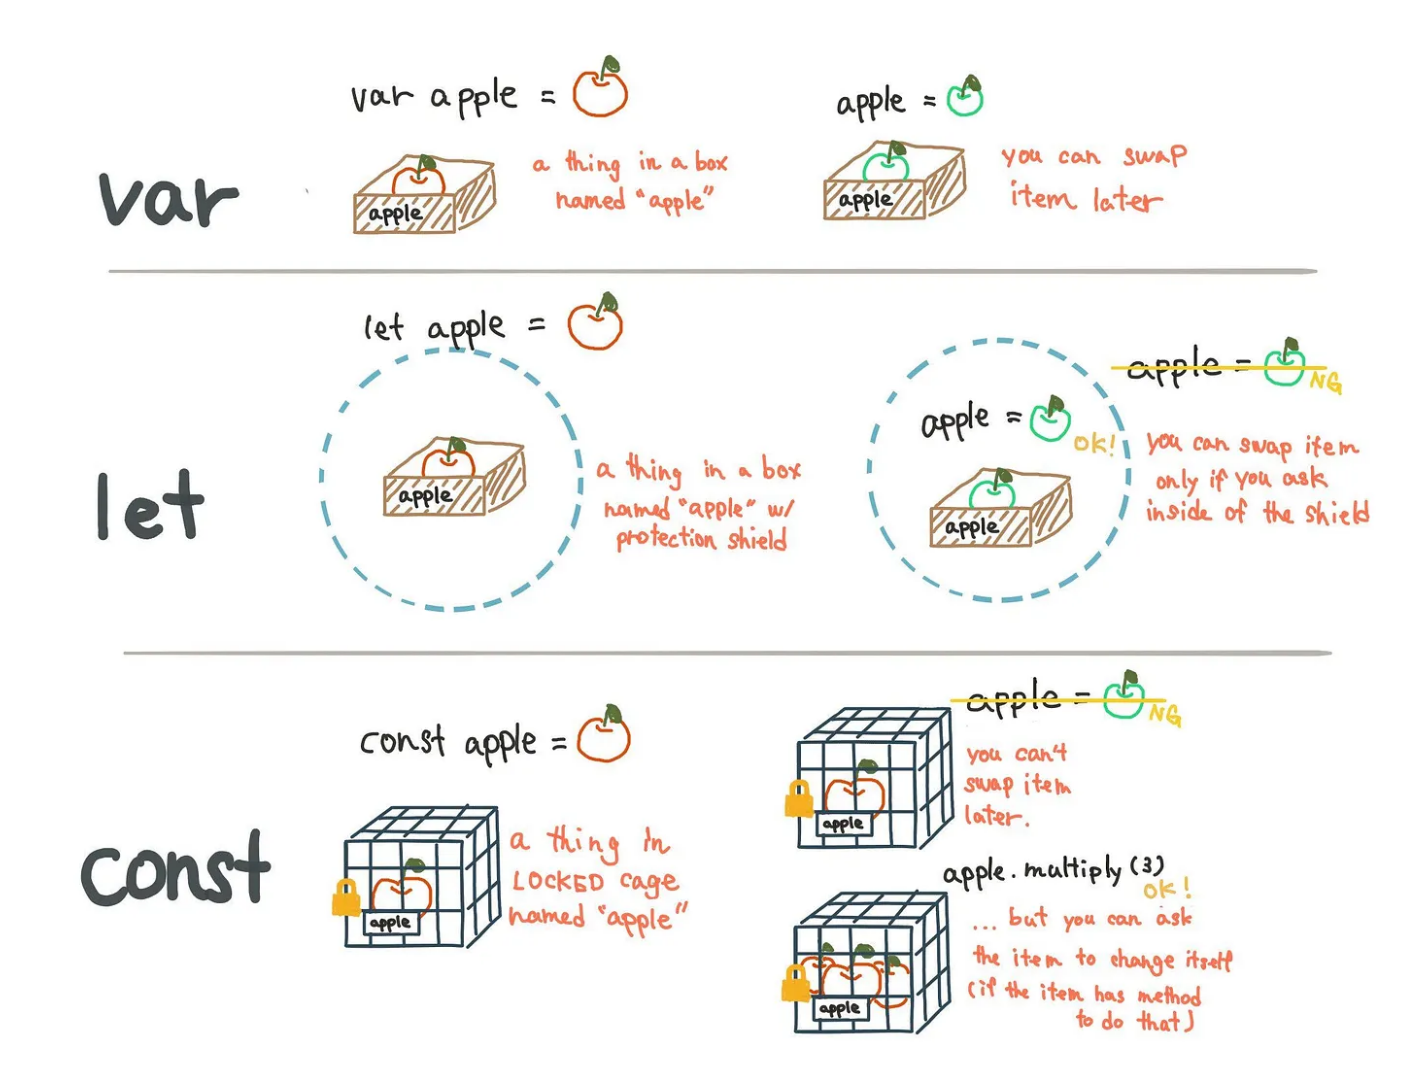 var
var apple =
apple
a thing in a box
named "apple"
apple =
apple
you can swap
item later
let
let apple =
apple
a thing in a box
named "apple" w/
protection shield
apple =
NG
apple =
OK!
apple
you can swap item
only if you ask
inside of the shield
const
const apple =
apple
a thing in
LOCKED cage
named "apple"
apple =
NG
apple
you can't
swap item
later.
apple.multiply(3)
OK!
apple
... but you can ask
the item to change itself
(if the item has method
to do that)